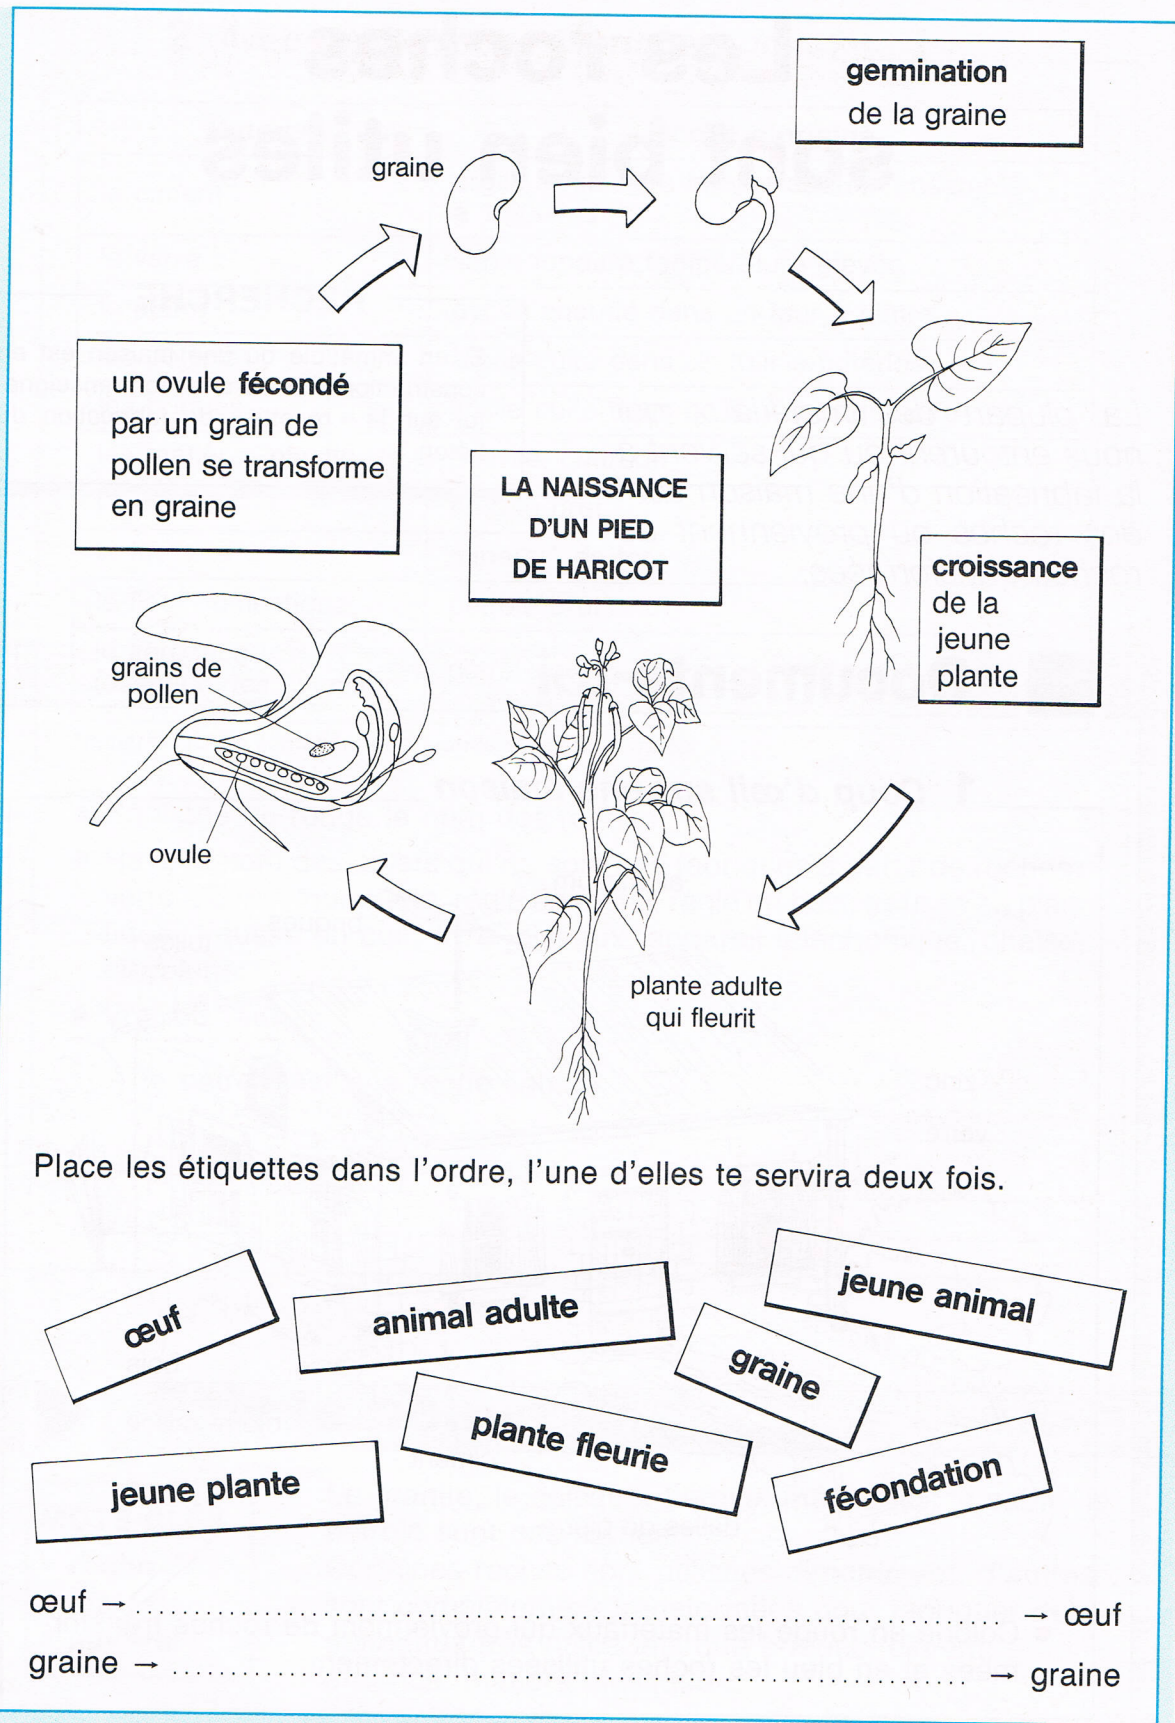 germination
de la graine
graine
un ovule fécondé
par un grain de
pollen se transforme
en graine
LA NAISSANCE
D'UN PIED
DE HARICOT
croissance
de la
jeune
plante
grains de
pollen
ovule
plante adulte
qui fleurit
Place les étiquettes dans l'ordre, l'une d'elles te servira deux fois.
œuf
animal adulte
jeune animal
graine
plante fleurie
jeune plante
fécondation
œuf → ........................................................ → œuf
graine → ........................................................ → graine